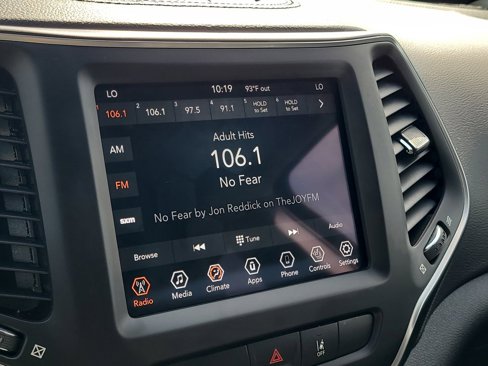 LO 10:19 93°F out LO
1 106.1 2 106.1 3 97.5 4 91.1 5 HOLD to Set 6 HOLD to Set
Adult Hits
AM
106.1
FM
No Fear
SXM
No Fear by Jon Reddick on TheJOYFM
Browse Tune Audio
Radio Media Climate Apps Phone Controls Settings
OFF